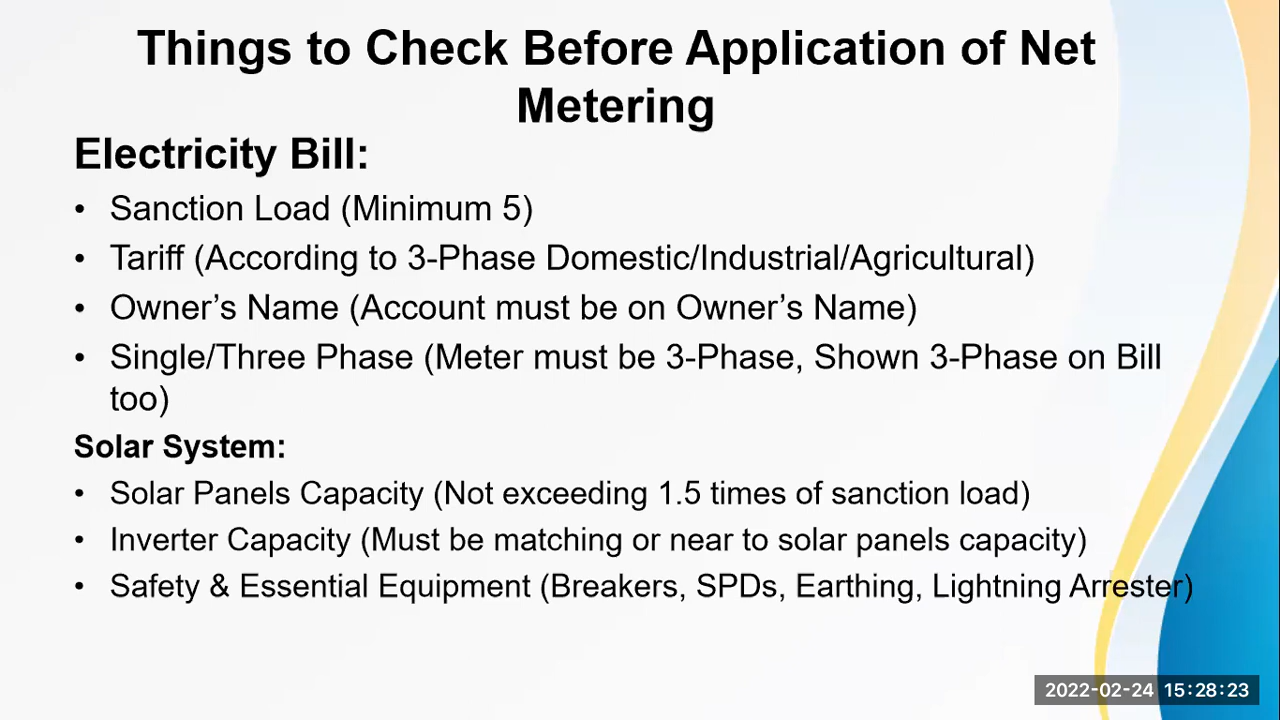 Things to Check Before Application of Net
Metering
Electricity Bill:
• Sanction Load (Minimum 5)
• Tariff (According to 3-Phase Domestic/Industrial/Agricultural)
• Owner’s Name (Account must be on Owner’s Name)
• Single/Three Phase (Meter must be 3-Phase, Shown 3-Phase on Bill
too)
Solar System:
• Solar Panels Capacity (Not exceeding 1.5 times of sanction load)
• Inverter Capacity (Must be matching or near to solar panels capacity)
• Safety & Essential Equipment (Breakers, SPDs, Earthing, Lightning Arrester)
2022-02-24 15:28:23